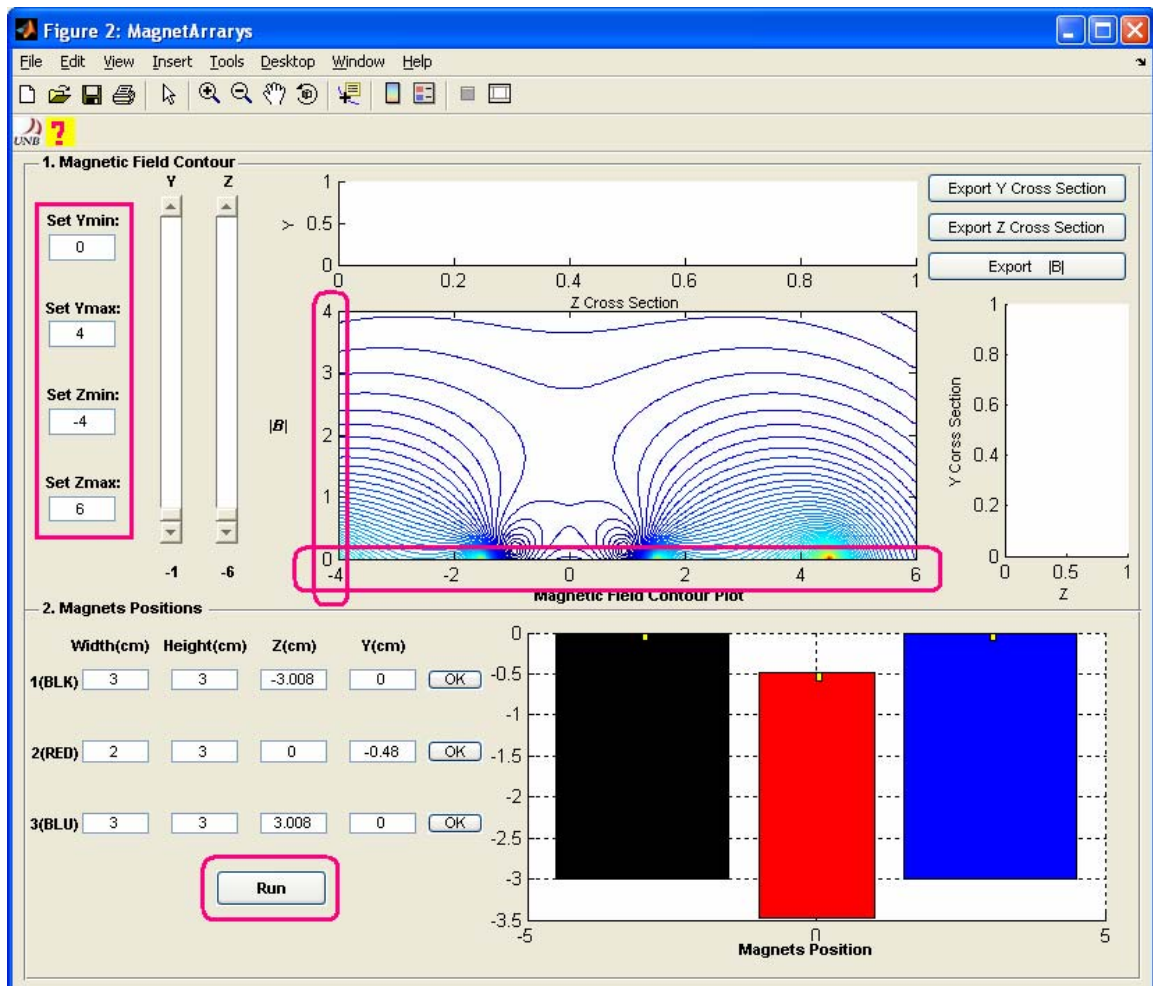 Figure 2: MagnetArrarys
File Edit View Insert Tools Desktop Window Help
UNB ?
1. Magnetic Field Contour
Y Z
Set Ymin:
0
Set Ymax:
4
Set Zmin:
-4
Set Zmax:
6
-1 -6
Y
1
0.5
0
0 0.2 0.4 0.6 0.8 1
Z Cross Section
Export Y Cross Section
Export Z Cross Section
Export |B|
|B|
4
3
2
1
0
-4 -2 0 2 4 6
Magnetic Field Contour Plot
Y Corss Section
1
0.8
0.6
0.4
0.2
0
0 0.5 1
Z
2. Magnets Positions
Width(cm) Height(cm) Z(cm) Y(cm)
1(BLK) 3 3 -3.008 0 OK
2(RED) 2 3 0 -0.48 OK
3(BLU) 3 3 3.008 0 OK
Run
0
-0.5
-1
-1.5
-2
-2.5
-3
-3.5
-5 0 5
Magnets Position